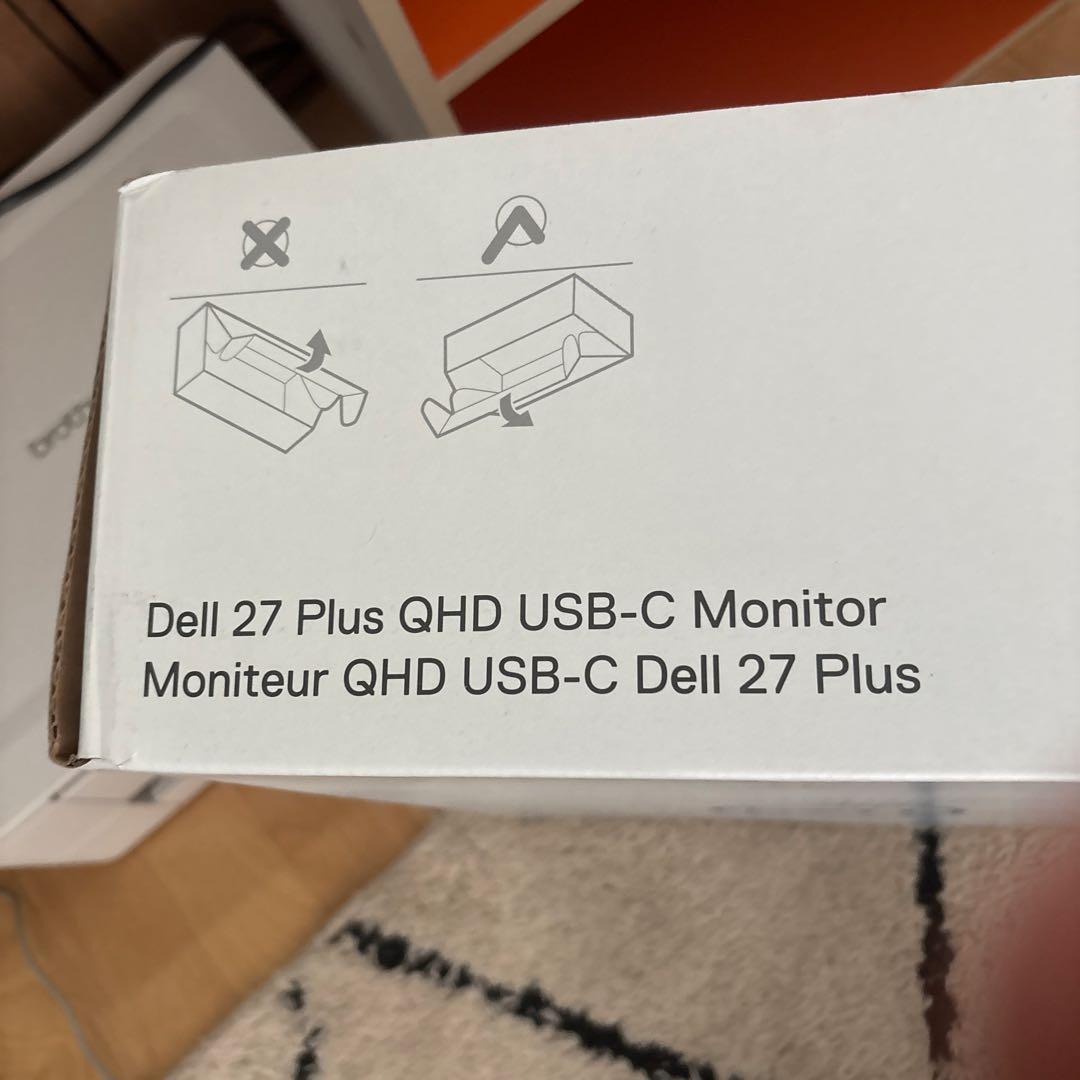 Dell 27 Plus QHD USB-C Monitor
Moniteur QHD USB-C Dell 27 Plus